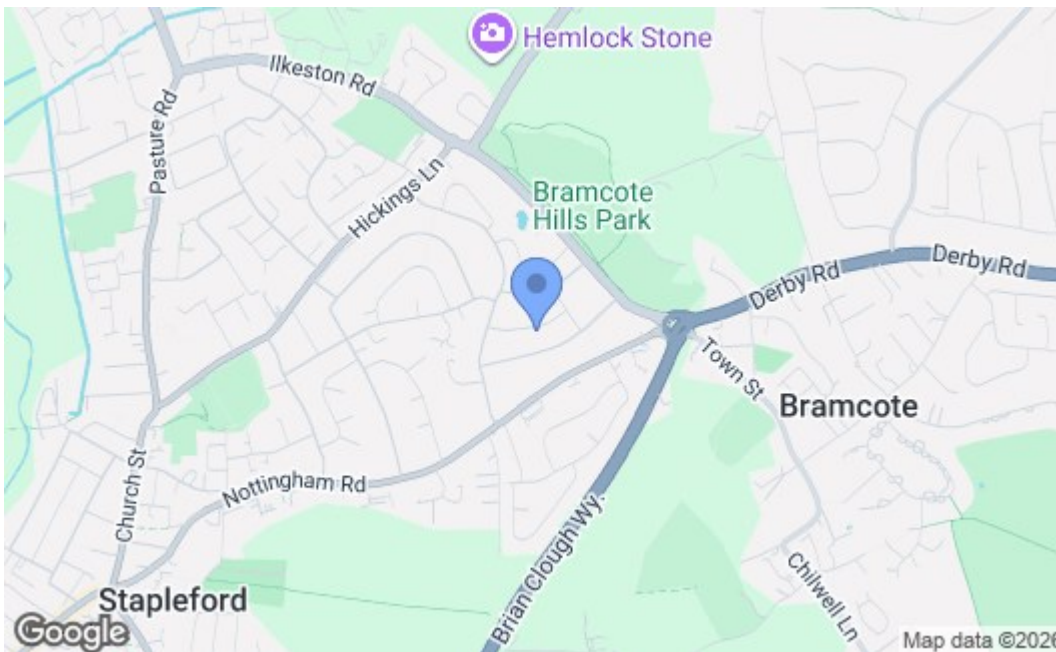 Hemlock Stone
Ilkeston Rd
Pasture Rd
Hickings Ln
Bramcote
Hills Park
Derby Rd
Derby Rd
Town St
Bramcote
Church St
Nottingham Rd
Brian Clough Wy.
Chilwell Ln
Stapleford
Google
Map data ©2026